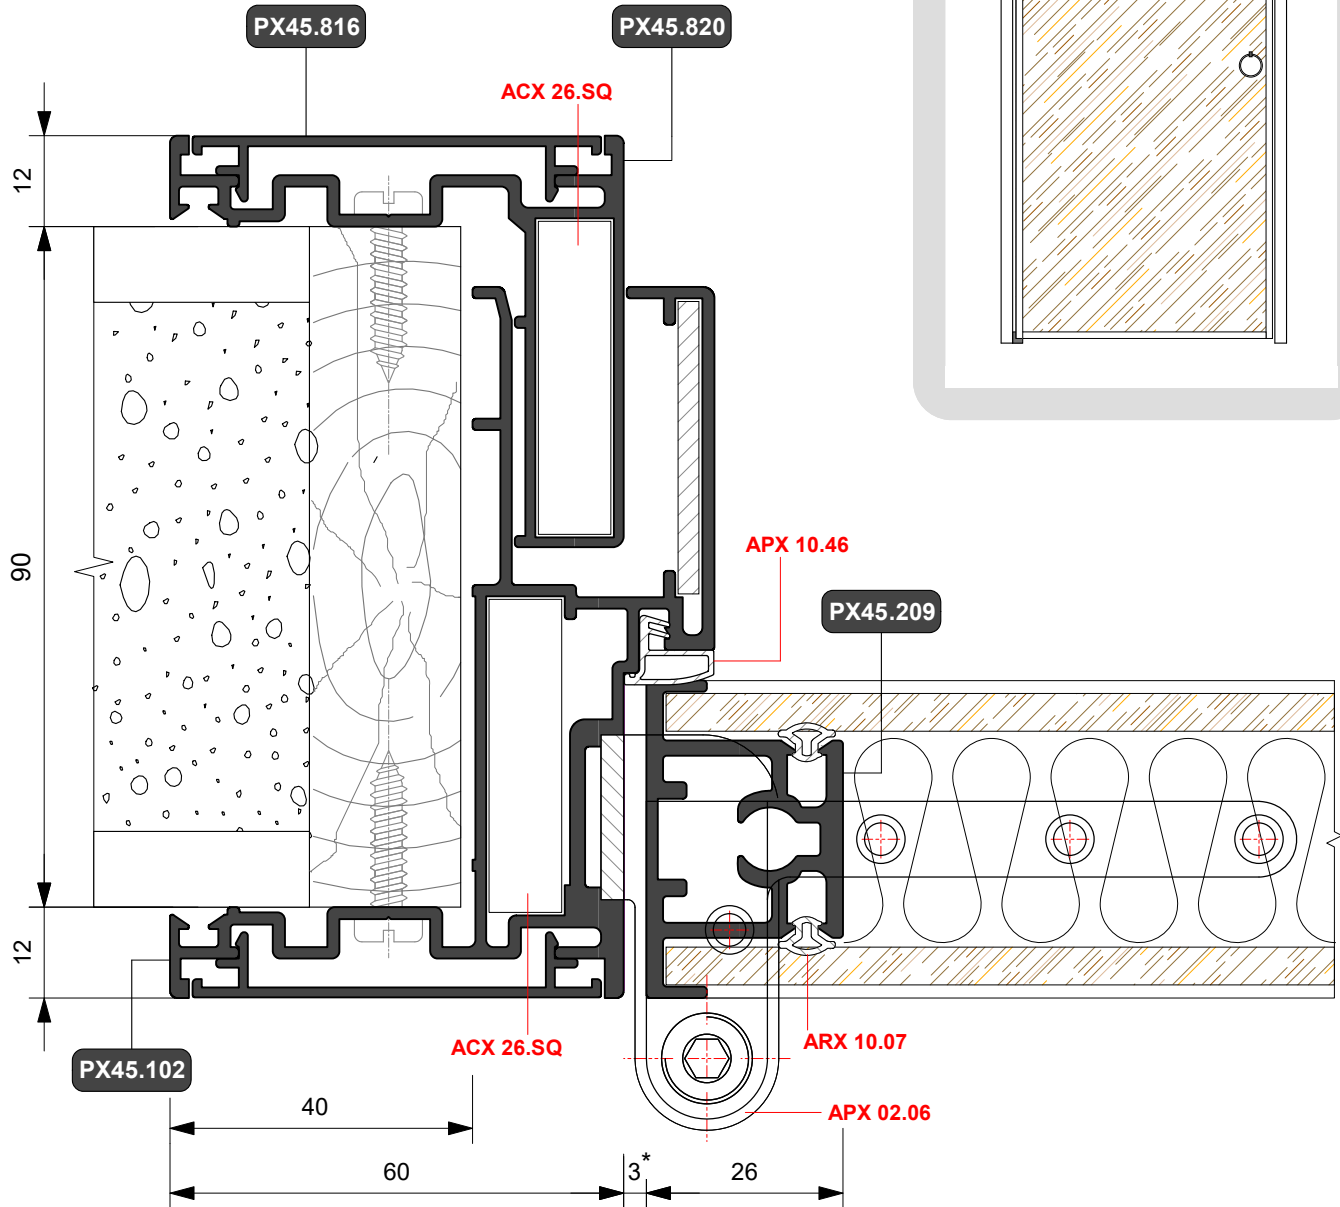 PX45.816
PX45.820
ACX 26.SQ
12
90
APX 10.46
PX45.209
12
PX45.102
ACX 26.SQ
ARX 10.07
APX 02.06
40
60
3*
26